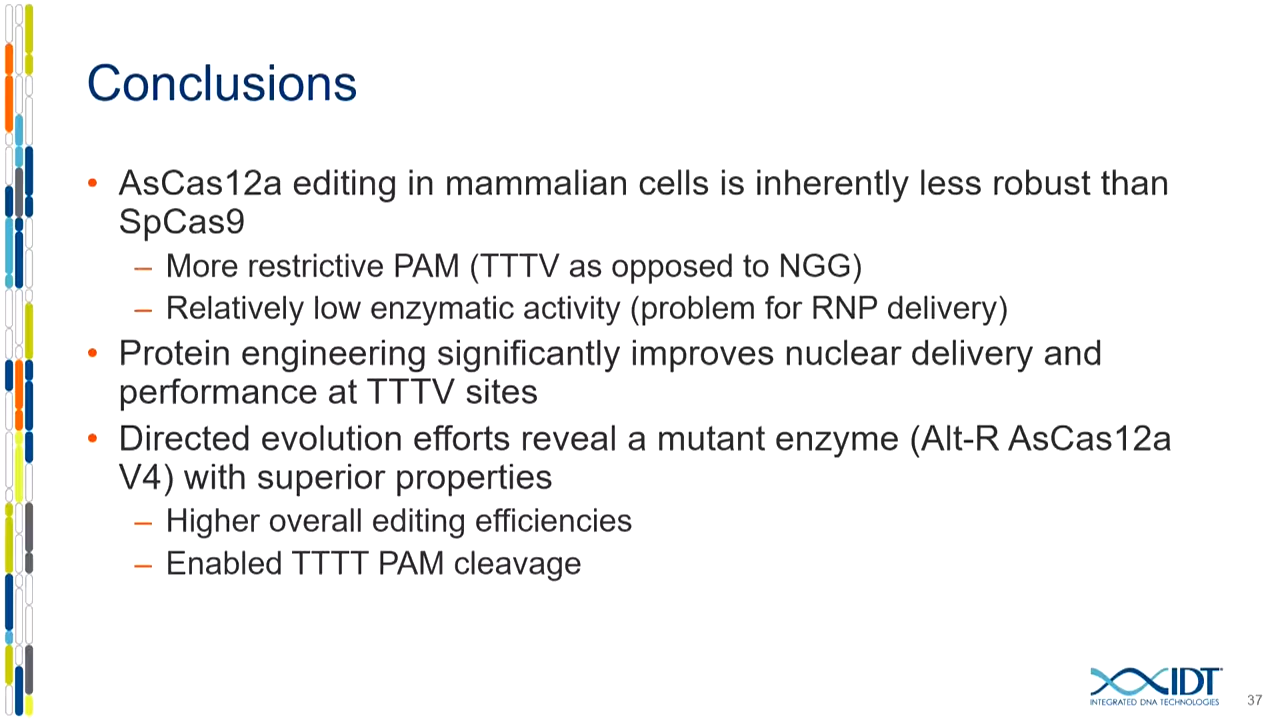 Conclusions
• AsCas12a editing in mammalian cells is inherently less robust than
SpCas9
– More restrictive PAM (TTTV as opposed to NGG)
– Relatively low enzymatic activity (problem for RNP delivery)
• Protein engineering significantly improves nuclear delivery and
performance at TTTV sites
• Directed evolution efforts reveal a mutant enzyme (Alt-R AsCas12a
V4) with superior properties
– Higher overall editing efficiencies
– Enabled TTTT PAM cleavage
IDT
INTEGRATED DNA TECHNOLOGIES
37